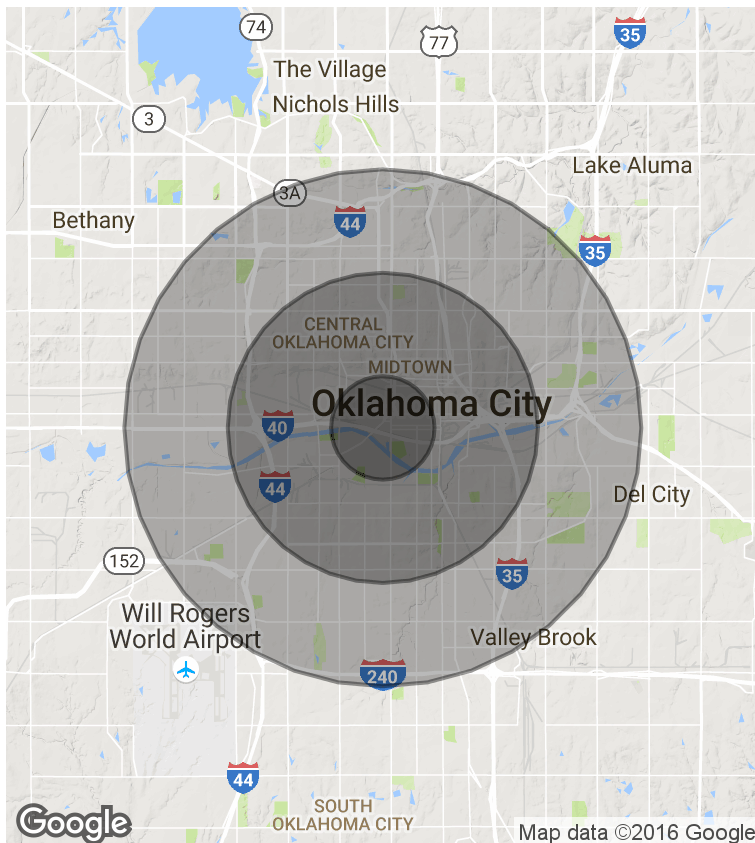 74
77
35
The Village
Nichols Hills
3
Lake Aluma
3A
Bethany
44
35
CENTRAL
OKLAHOMA CITY
MIDTOWN
Oklahoma City
40
44
Del City
152
35
Will Rogers
World Airport
Valley Brook
240
44
SOUTH
OKLAHOMA CITY
Google
Map data ©2016 Google